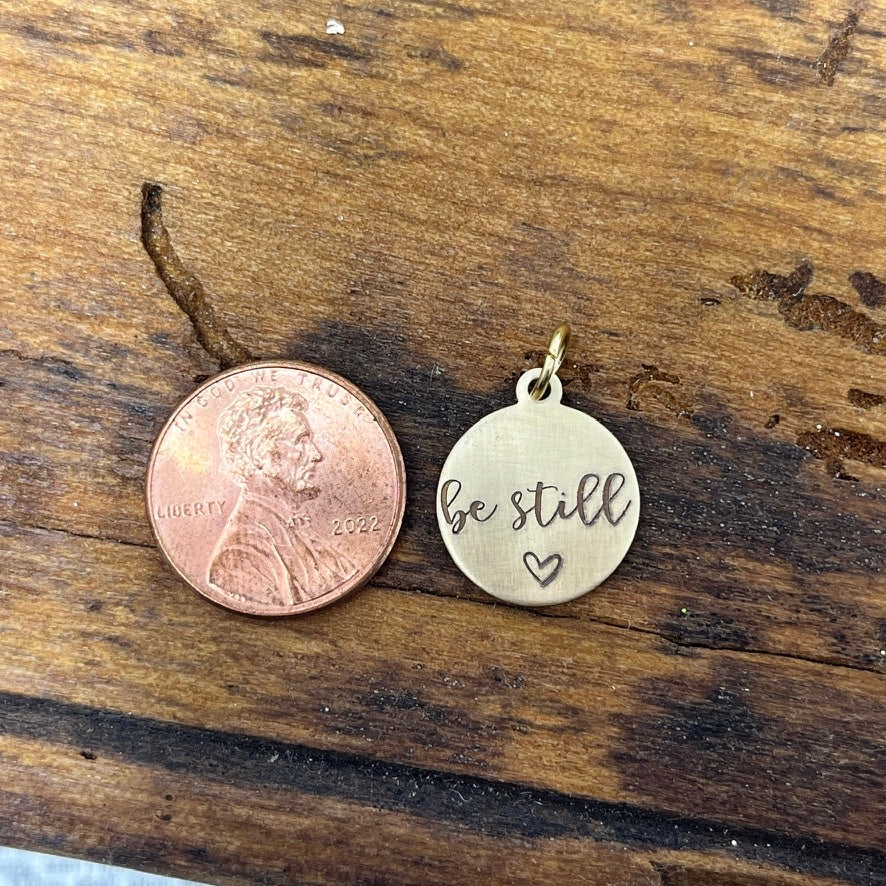 IN GOD WE TRUST
LIBERTY
2022
be still